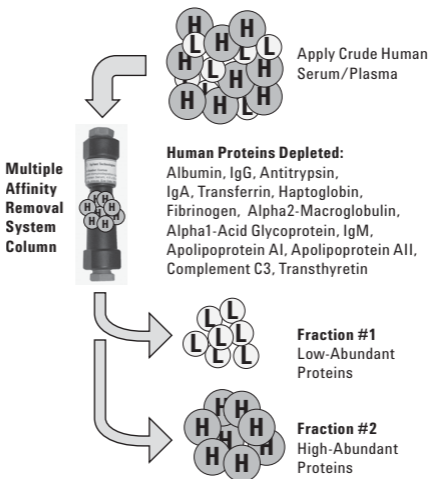 H H H
L L
H L H H
L
H H L H
Apply Crude Human
Serum/Plasma
Multiple
Affinity
Removal
System
Column
H H
H H
H H
H
Human Proteins Depleted:
Albumin, IgG, Antitrypsin,
IgA, Transferrin, Haptoglobin,
Fibrinogen, Alpha2-Macroglobulin,
Alpha1-Acid Glycoprotein, IgM,
Apolipoprotein AI, Apolipoprotein AII,
Complement C3, Transthyretin
L L
L L L
L L
Fraction #1
Low-Abundant
Proteins
H H
H H
H H
H H
Fraction #2
High-Abundant
Proteins